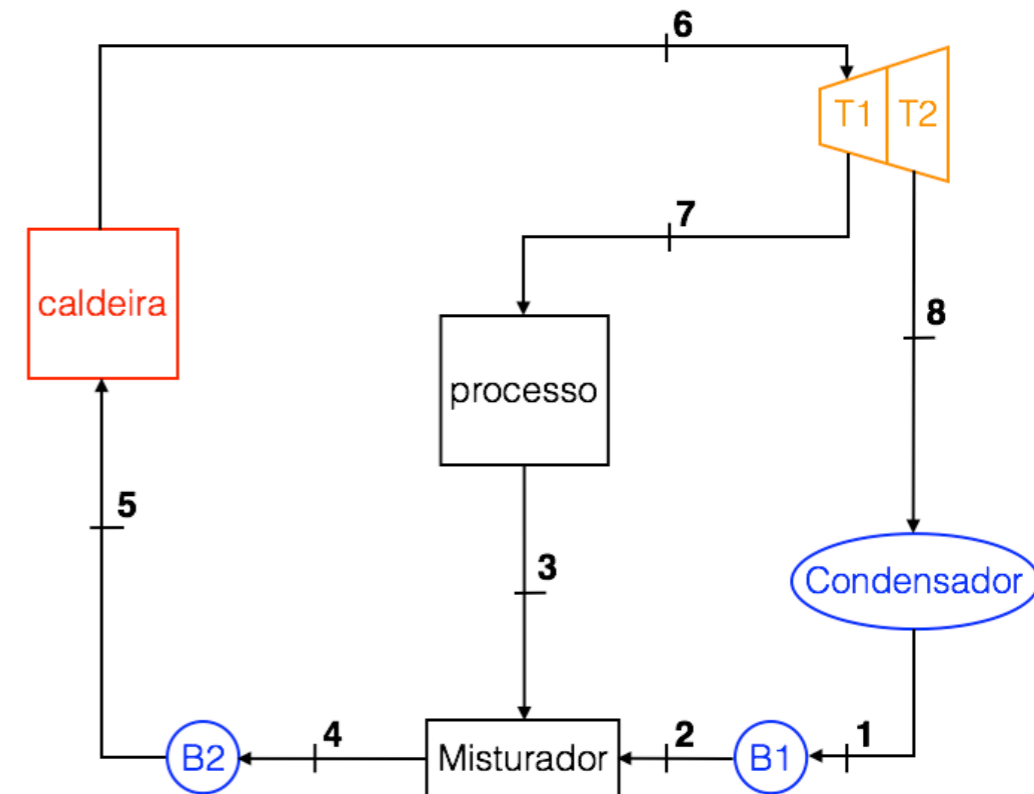 6
T1
T2
7
caldeira
8
processo
5
3
Condensador
4
2
1
B2
Misturador
B1